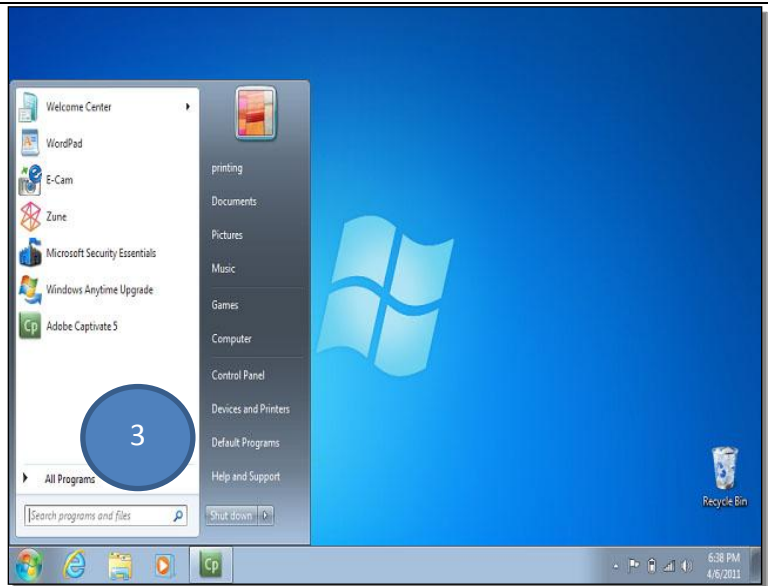 Welcome Center
WordPad
E-Cam
Zune
Microsoft Security Essentials
Windows Anytime Upgrade
Cp Adobe Captivate 5
3
All Programs
Search programs and files
printing
Documents
Pictures
Music
Games
Computer
Control Panel
Devices and Printers
Default Programs
Help and Support
Shut down
Recycle Bin
Cp
6:38 PM
4/6/2011